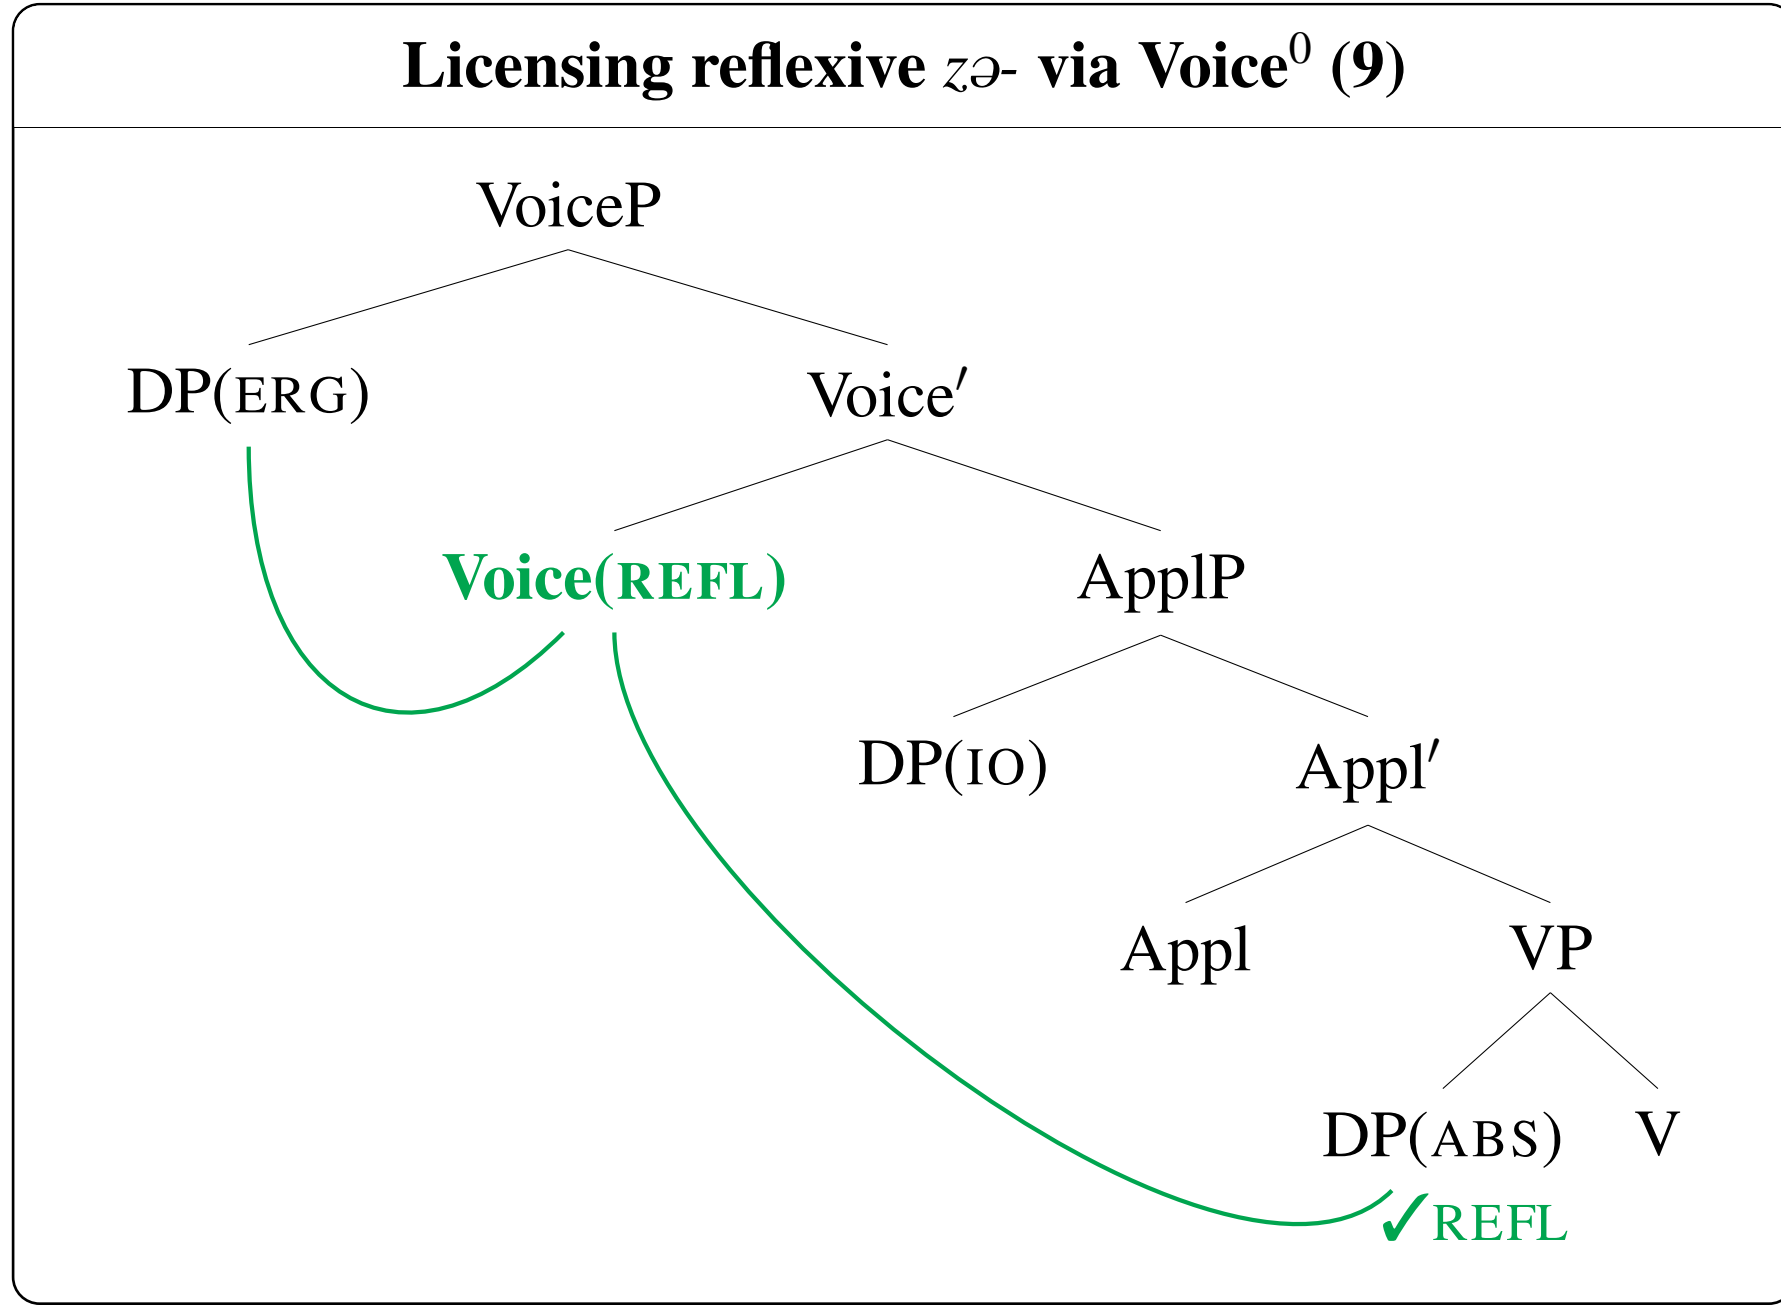 Licensing reflexive zə- via Voice⁰ (9)
VoiceP
DP(ERG) Voice′
Voice(REFL) ApplP
DP(IO) Appl′
Appl VP
DP(ABS) V
✓REFL